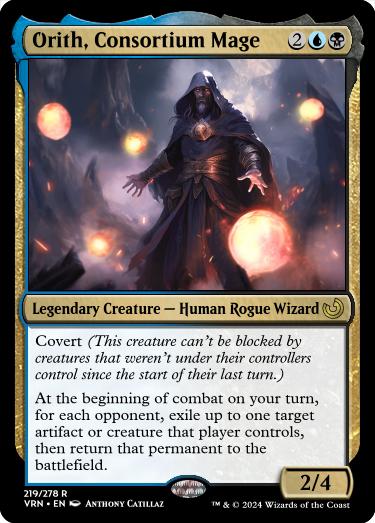 Orith, Consortium Mage 2
Legendary Creature — Human Rogue Wizard
Covert (This creature can't be blocked by
creatures that weren't under their controllers
control since the start of their last turn.)
At the beginning of combat on your turn,
for each opponent, exile up to one target
artifact or creature that player controls,
then return that permanent to the
battlefield.
2/4
219/278 R
VRN • EN Anthony Catillaz
™ & © 2024 Wizards of the Coast